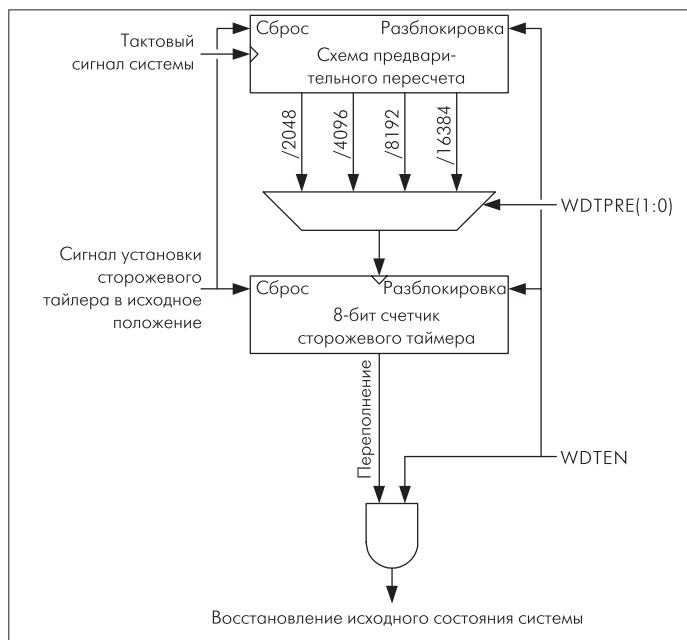 Сброс
Разблокировка
Тактовый
сигнал системы
Схема предвари-
тельного пересчета
/2048
/4096
/8192
/16384
WDTPRE(1:0)
Сигнал установки
сторожевого
тайлера в исходное
положение
Сброс
Разблокировка
8-бит счетчик
сторожевого таймера
Переполнение
WDTEN
Восстановление исходного состояния системы